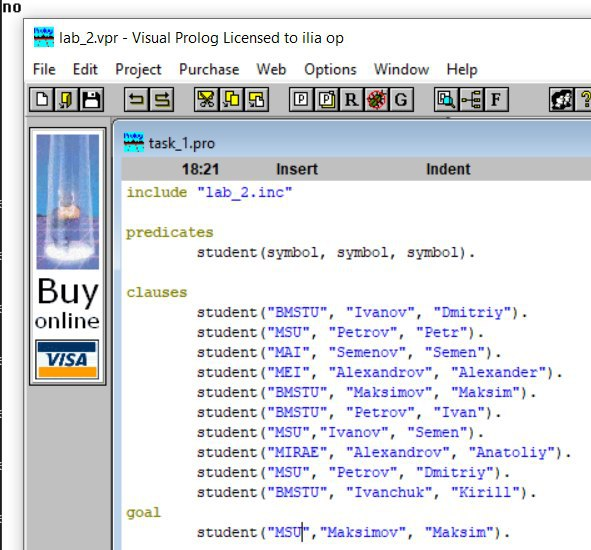 no
lab_2.vpr - Visual Prolog Licensed to ilia op
File Edit Project Purchase Web Options Window Help
P P R G F ?
task_1.pro
18:21 Insert Indent
include "lab_2.inc"
predicates
student(symbol, symbol, symbol).
clauses
student("BMSTU", "Ivanov", "Dmitriy").
student("MSU", "Petrov", "Petr").
student("MAI", "Semenov", "Semen").
student("MEI", "Alexandrov", "Alexander").
student("BMSTU", "Maksimov", "Maksim").
student("BMSTU", "Petrov", "Ivan").
student("MSU","Ivanov", "Semen").
student("MIRAE", "Alexandrov", "Anatoliy").
student("MSU", "Petrov", "Dmitriy").
student("BMSTU", "Ivanchuk", "Kirill").
goal
student("MSU","Maksimov", "Maksim").
Buy
online
VISA